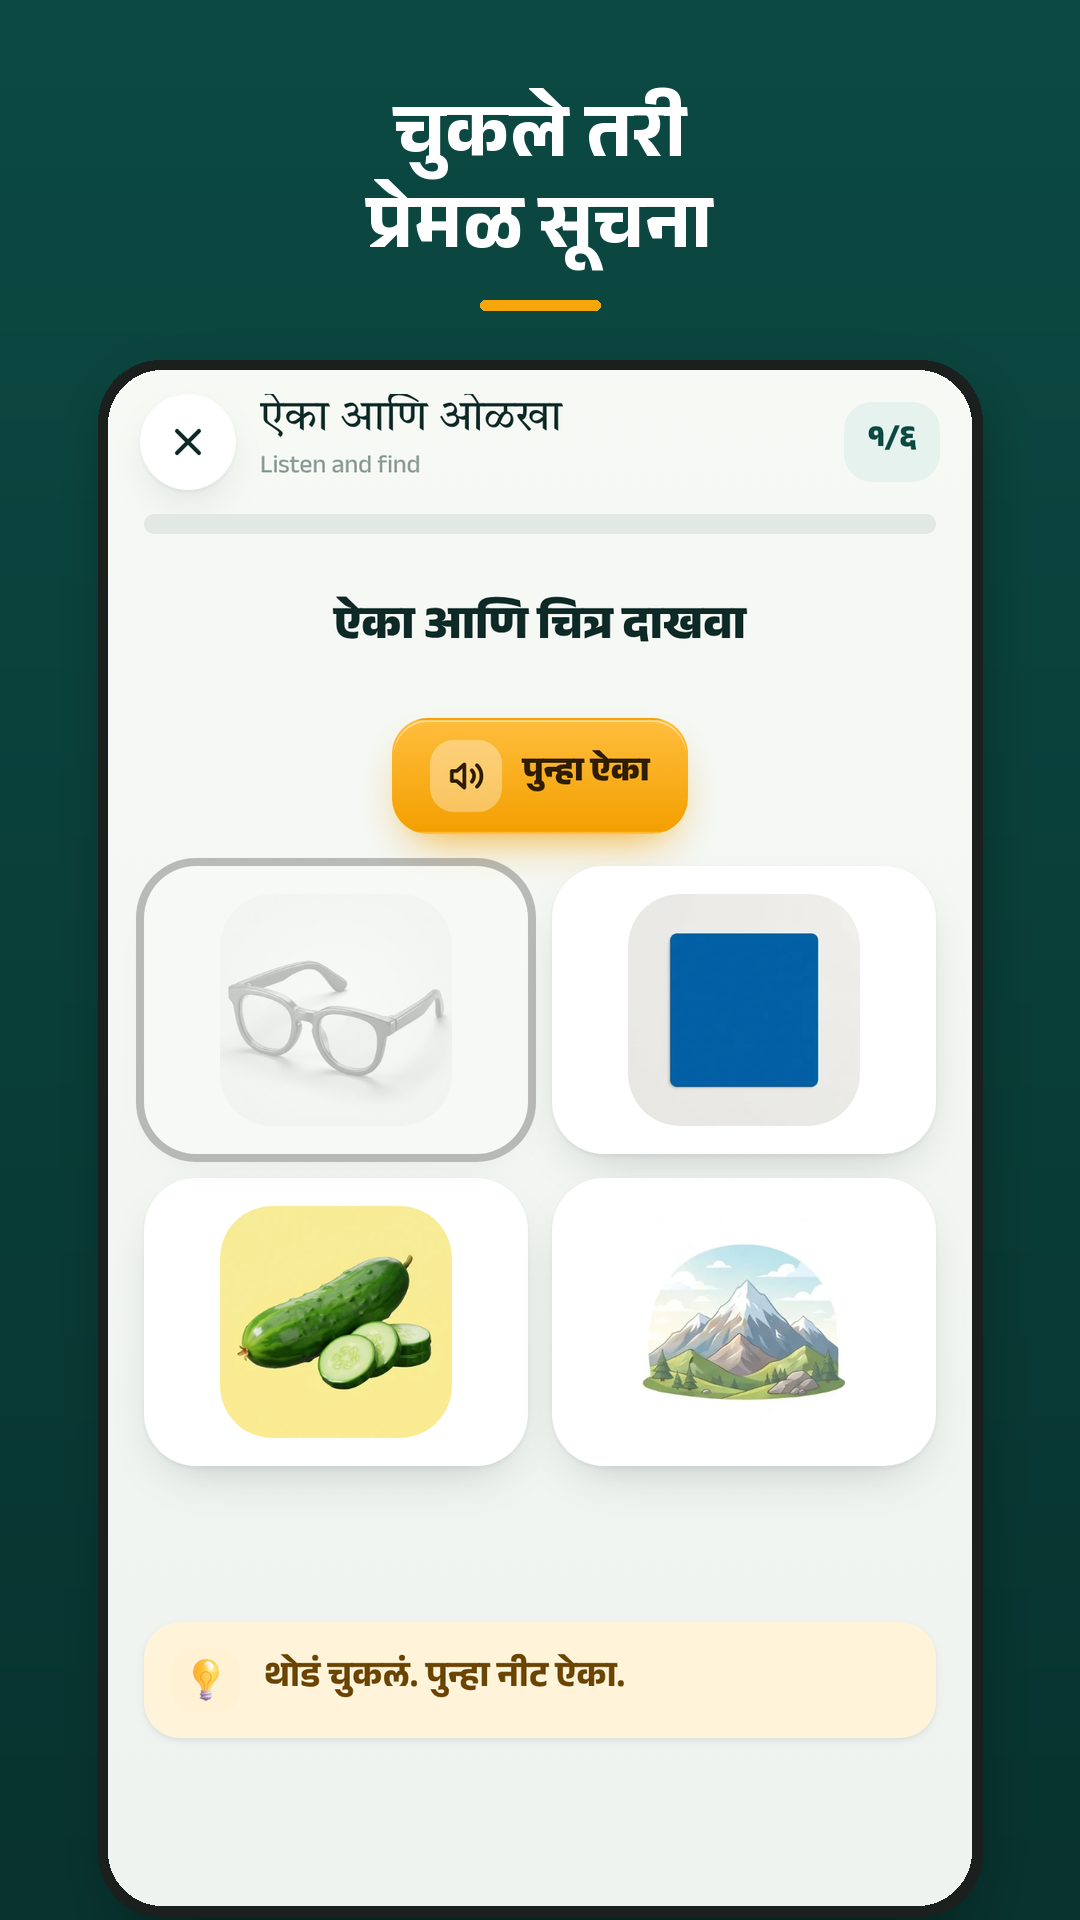 चुकले तरी
प्रेमळ सूचना
ऐका आणि ओळखा
Listen and find
१/६
ऐका आणि चित्र दाखवा
पुन्हा ऐका
थोडं चुकलं. पुन्हा नीट ऐका.